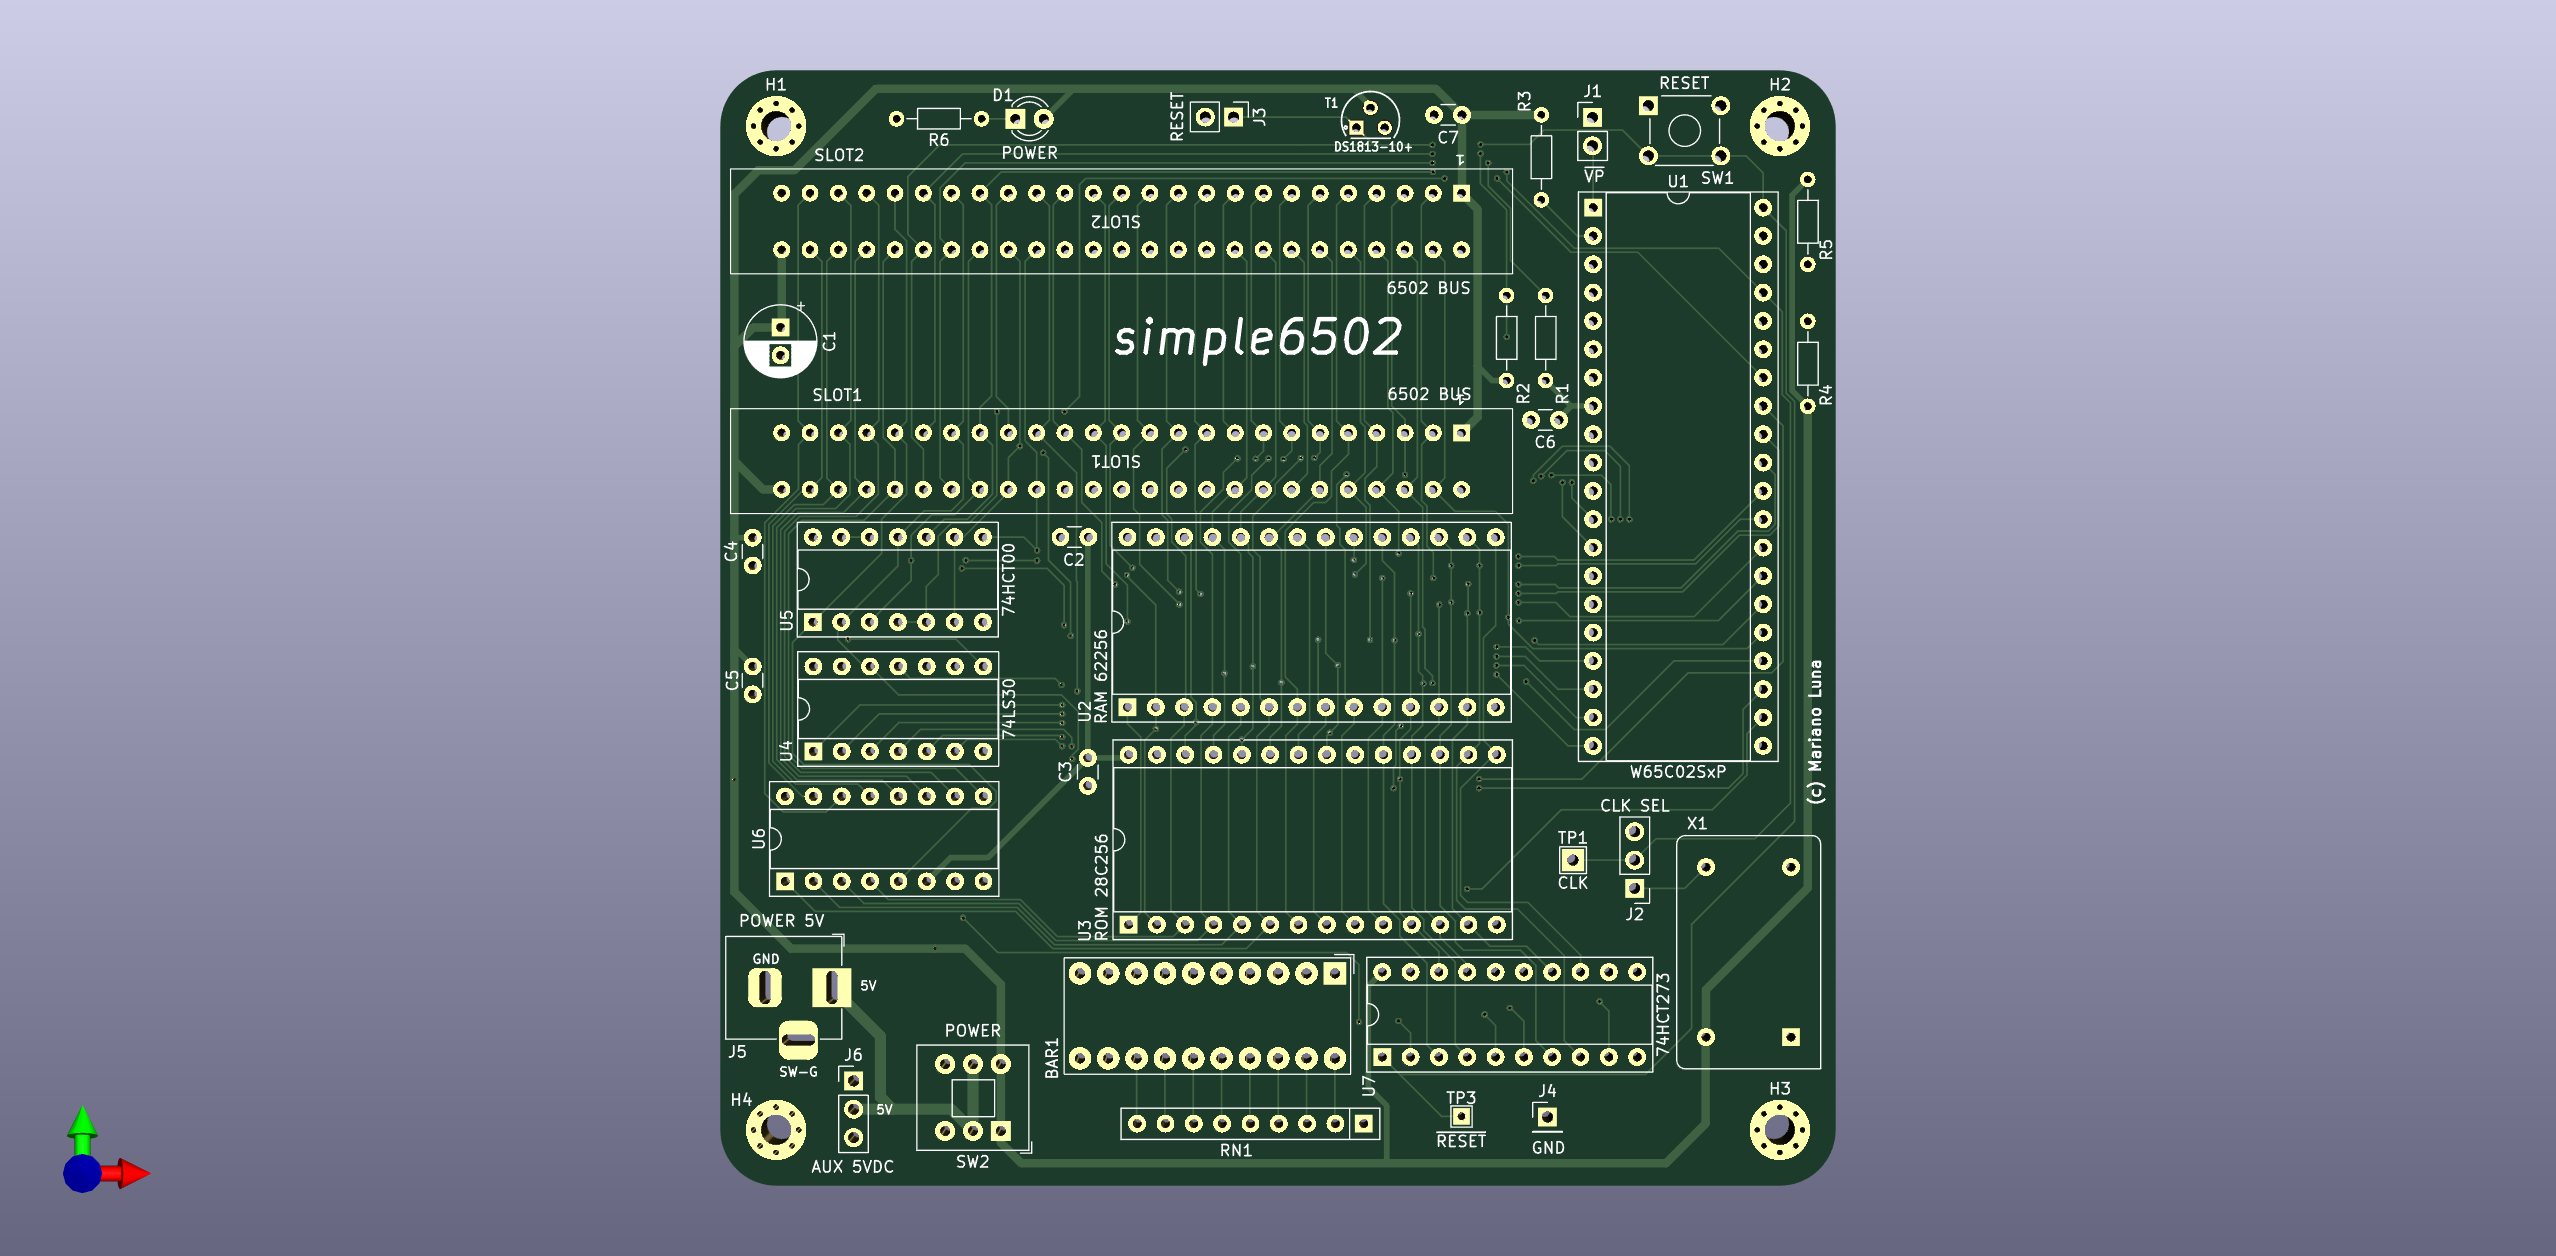 H1
D1
R6
POWER
RESET
J3
T1
DS1813-10+
C7
R3
J1
VP
RESET
SW1
H2
SLOT2
1
SLOT2
U1
R5
6502 BUS
+
C1
simple6502
R2
R1
R4
SLOT1
6502 BUS
1
SLOT1
C6
C4
C2
74HCT00
U5
C5
74LS30
U4
U2
RAM 62256
(c) Mariano Luna
W65C02SxP
C3
U6
CLK SEL
X1
TP1
CLK
J2
U3
ROM 28C256
POWER 5V
GND
5V
J5
SW-G
J6
5V
AUX 5VDC
H4
POWER
SW2
BAR1
RN1
74HCT273
U7
TP3
RESET
J4
GND
H3